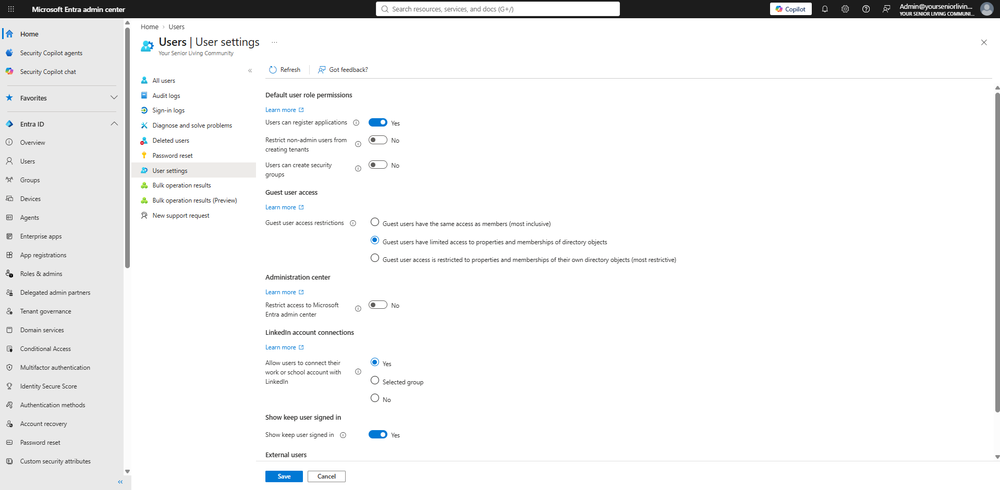 Microsoft Entra admin center
Search resources, services, and docs (G+/)
Copilot
Admin@yourseniorlivin...
YOUR SENIOR LIVING COMMUNI...
Home
Security Copilot agents
Security Copilot chat
Favorites
Entra ID
Overview
Users
Groups
Devices
Agents
Enterprise apps
App registrations
Roles & admins
Delegated admin partners
Tenant governance
Domain services
Conditional Access
Multifactor authentication
Identity Secure Score
Authentication methods
Account recovery
Password reset
Custom security attributes
Home > Users
Users | User settings ...
Your Senior Living Community
All users
Audit logs
Sign-in logs
Diagnose and solve problems
Deleted users
Password reset
User settings
Bulk operation results
Bulk operation results (Preview)
New support request
Refresh
Got feedback?
Default user role permissions
Learn more
Users can register applications
Yes
Restrict non-admin users from
creating tenants
No
Users can create security
groups
No
Guest user access
Learn more
Guest user access restrictions
Guest users have the same access as members (most inclusive)
Guest users have limited access to properties and memberships of directory objects
Guest user access is restricted to properties and memberships of their own directory objects (most restrictive)
Administration center
Learn more
Restrict access to Microsoft
Entra admin center
No
LinkedIn account connections
Learn more
Allow users to connect their
work or school account with
LinkedIn
Yes
Selected group
No
Show keep user signed in
Show keep user signed in
Yes
External users
Save
Cancel